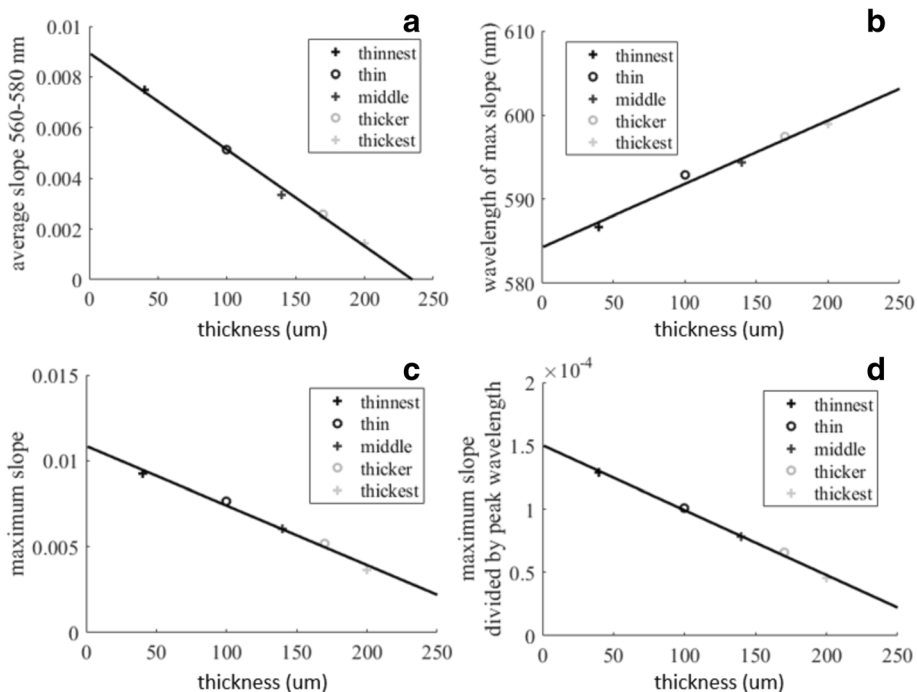 a
average slope 560-580 nm
0.01
0.008
0.006
0.004
0.002
0
0 50 100 150 200 250
thickness (um)
thinnest
thin
middle
thicker
thickest
b
wavelength of max slope (nm)
610
600
590
580
0 50 100 150 200 250
thickness (um)
thinnest
thin
middle
thicker
thickest
c
maximum slope
0.015
0.01
0.005
0
0 50 100 150 200 250
thickness (um)
thinnest
thin
middle
thicker
thickest
d
maximum slope
divided by peak wavelength
×10⁻⁴
2
1.5
1
0.5
0
0 50 100 150 200 250
thickness (um)
thinnest
thin
middle
thicker
thickest